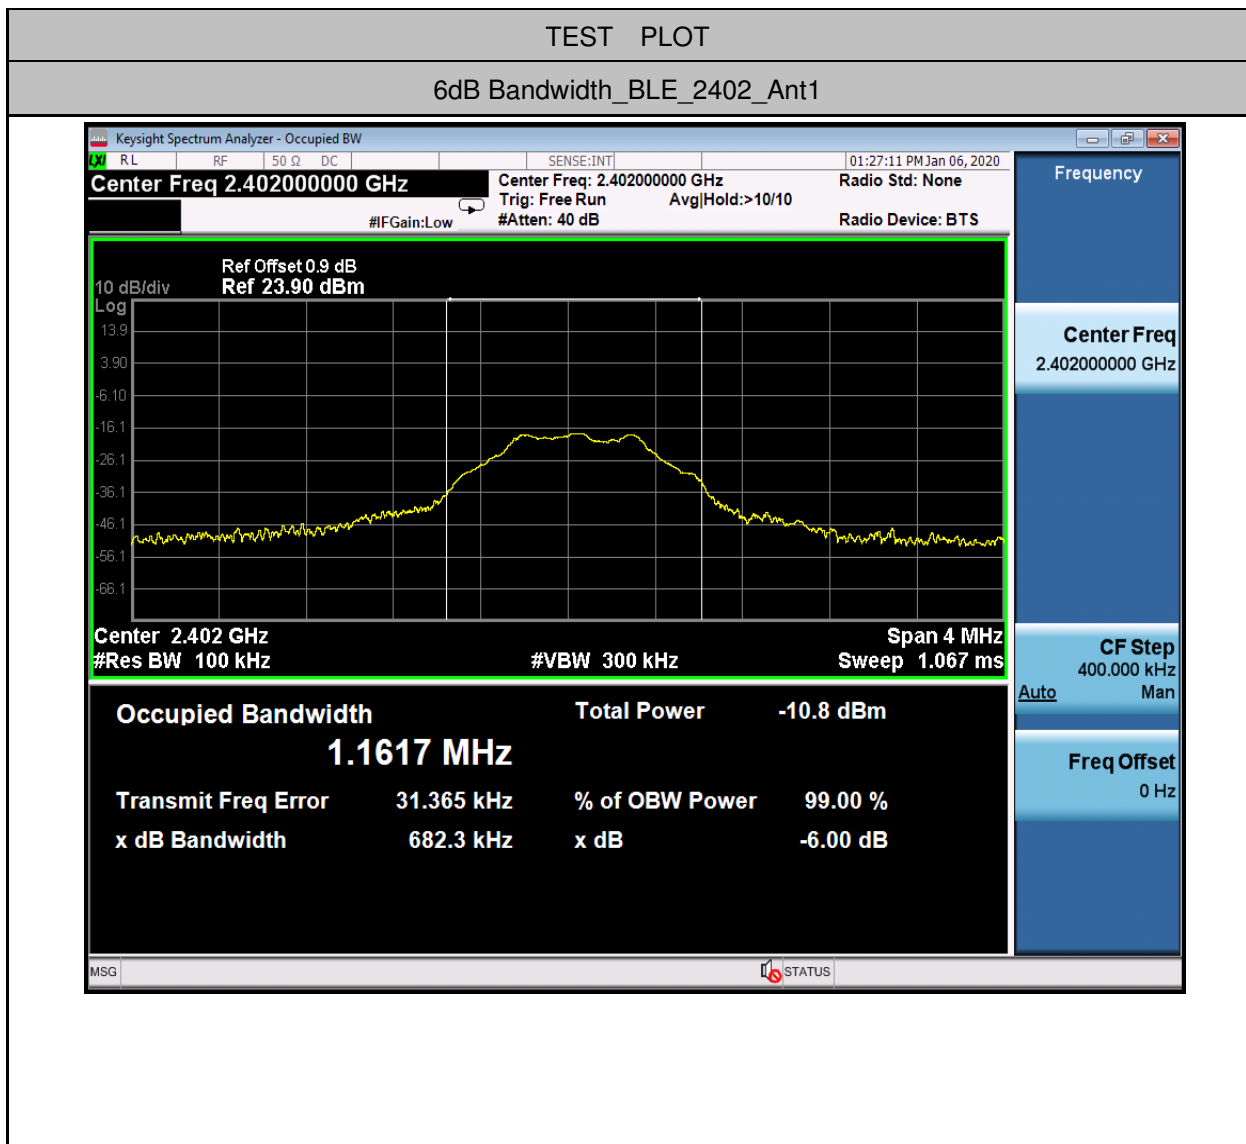 TEST PLOT
6dB Bandwidth_BLE_2402_Ant1
Keysight Spectrum Analyzer - Occupied BW
LXI RL RF 50 Ω DC SENSE:INT 01:27:11 PM Jan 06, 2020
Center Freq 2.402000000 GHz
Center Freq: 2.402000000 GHz
Radio Std: None
Trig: Free Run Avg|Hold:>10/10
#IFGain:Low
#Atten: 40 dB
Radio Device: BTS
Ref Offset 0.9 dB
10 dB/div Ref 23.90 dBm
Log
13.9
3.90
-6.10
-16.1
-26.1
-36.1
-46.1
-56.1
-66.1
Center 2.402 GHz
Span 4 MHz
#Res BW 100 kHz
#VBW 300 kHz
Sweep 1.067 ms
Occupied Bandwidth
1.1617 MHz
Total Power -10.8 dBm
Transmit Freq Error 31.365 kHz
% of OBW Power 99.00 %
x dB Bandwidth 682.3 kHz
x dB -6.00 dB
Frequency
Center Freq
2.402000000 GHz
CF Step
400.000 kHz
Auto Man
Freq Offset
0 Hz
MSG
STATUS